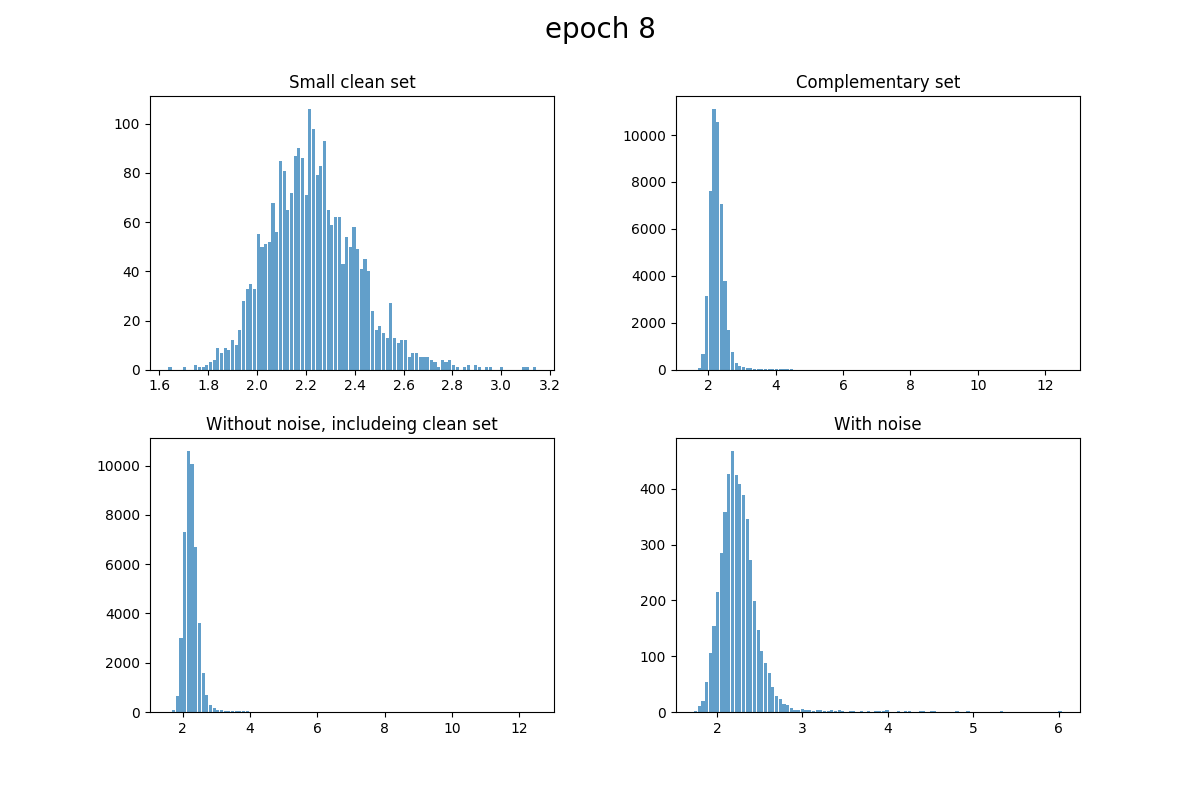 epoch 8
Small clean set
100
80
60
40
20
0
1.6 1.8 2.0 2.2 2.4 2.6 2.8 3.0 3.2
Complementary set
10000
8000
6000
4000
2000
0
2 4 6 8 10 12
Without noise, includeing clean set
10000
8000
6000
4000
2000
0
2 4 6 8 10 12
With noise
400
300
200
100
0
2 3 4 5 6